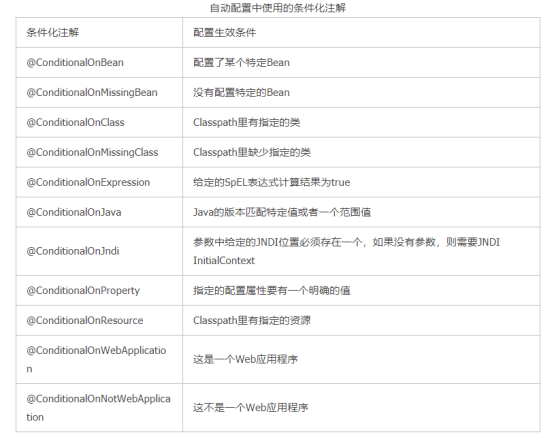 自动配置中使用的条件化注解
条件化注解 配置生效条件
@ConditionalOnBean 配置了某个特定Bean
@ConditionalOnMissingBean 没有配置特定的Bean
@ConditionalOnClass Classpath里有指定的类
@ConditionalOnMissingClass Classpath里缺少指定的类
@ConditionalOnExpression 给定的SpEL表达式计算结果为true
@ConditionalOnJava Java的版本匹配特定值或者一个范围值
@ConditionalOnJndi 参数中给定的JNDI位置必须存在一个，如果没有参数，则需要JNDI
InitialContext
@ConditionalOnProperty 指定的配置属性要有一个明确的值
@ConditionalOnResource Classpath里有指定的资源
@ConditionalOnWebApplicatio
n 这是一个Web应用程序
@ConditionalOnNotWebApplica
tion 这不是一个Web应用程序